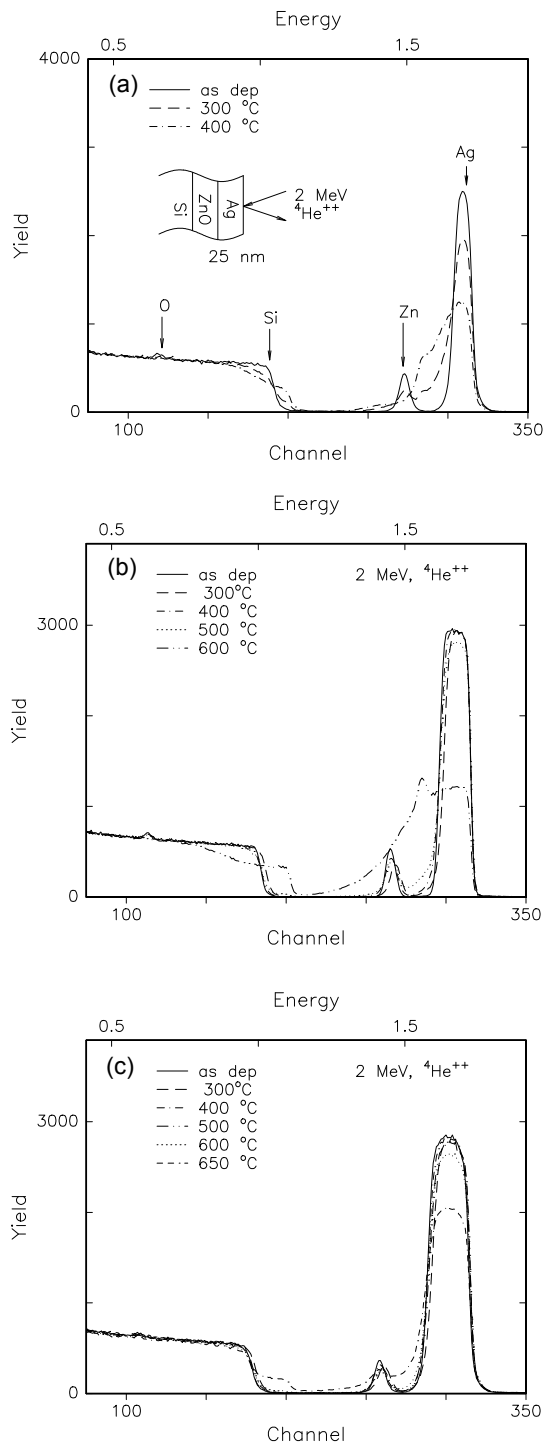 Energy
0.5
1.5
4000
(a)
as dep
300 °C
400 °C
Ag
2 MeV
⁴He⁺⁺
Si
ZnO
Ag
25 nm
Yield
O
Si
Zn
0
100
350
Channel
Energy
0.5
1.5
(b)
as dep
300°C
400 °C
500 °C
600 °C
2 MeV, ⁴He⁺⁺
3000
Yield
0
100
350
Channel
Energy
0.5
1.5
(c)
as dep
300°C
400 °C
500 °C
600 °C
650 °C
2 MeV, ⁴He⁺⁺
3000
Yield
0
100
350
Channel